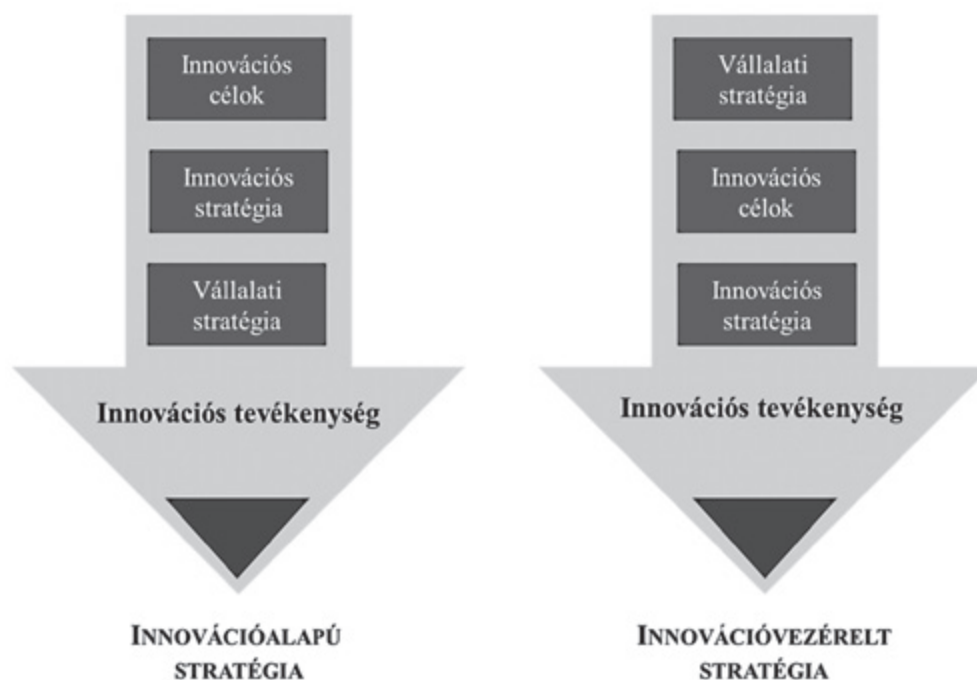 Innovációs
célok
Innovációs
stratégia
Vállalati
stratégia
Innovációs tevékenység
INNOVÁCIÓALAPÚ
STRATÉGIA
Vállalati
stratégia
Innovációs
célok
Innovációs
stratégia
Innovációs tevékenység
INNOVÁCIÓVEZÉRELT
STRATÉGIA